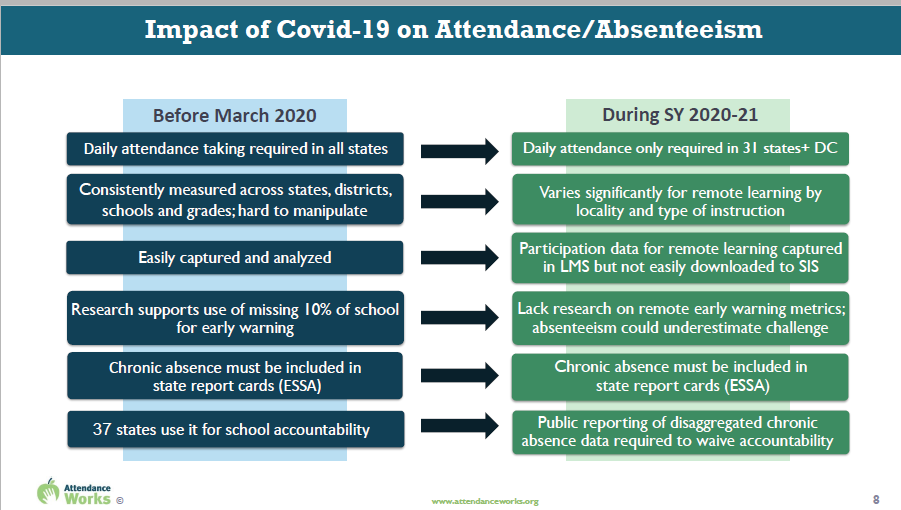 Impact of Covid-19 on Attendance/Absenteeism
Before March 2020
During SY 2020-21
Daily attendance taking required in all states
Daily attendance only required in 31 states+ DC
Consistently measured across states, districts,
schools and grades; hard to manipulate
Varies significantly for remote learning by
locality and type of instruction
Easily captured and analyzed
Participation data for remote learning captured
in LMS but not easily downloaded to SIS
Research supports use of missing 10% of school
for early warning
Lack research on remote early warning metrics;
absenteeism could underestimate challenge
Chronic absence must be included in
state report cards (ESSA)
Chronic absence must be included in
state report cards (ESSA)
37 states use it for school accountability
Public reporting of disaggregated chronic
absence data required to waive accountability
Attendance
Works ©
www.attendanceworks.org
8